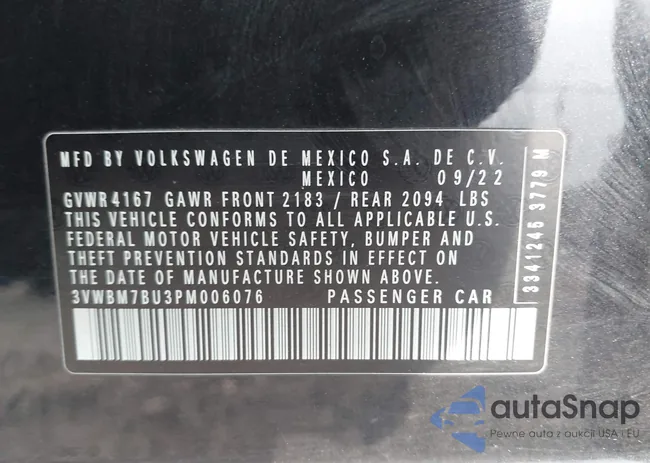 MFD BY VOLKSWAGEN DE MEXICO S.A. DE C.V.
MEXICO 09/22
GVWR 4167 GAWR FRONT 2183 / REAR 2094 LBS
THIS VEHICLE CONFORMS TO ALL APPLICABLE U.S.
FEDERAL MOTOR VEHICLE SAFETY, BUMPER AND
THEFT PREVENTION STANDARDS IN EFFECT ON
THE DATE OF MANUFACTURE SHOWN ABOVE.
3VWBM7BU3PM006076 PASSENGER CAR
3341246 3779 M
autaSnap
Pewne auta z aukcji USA i EU